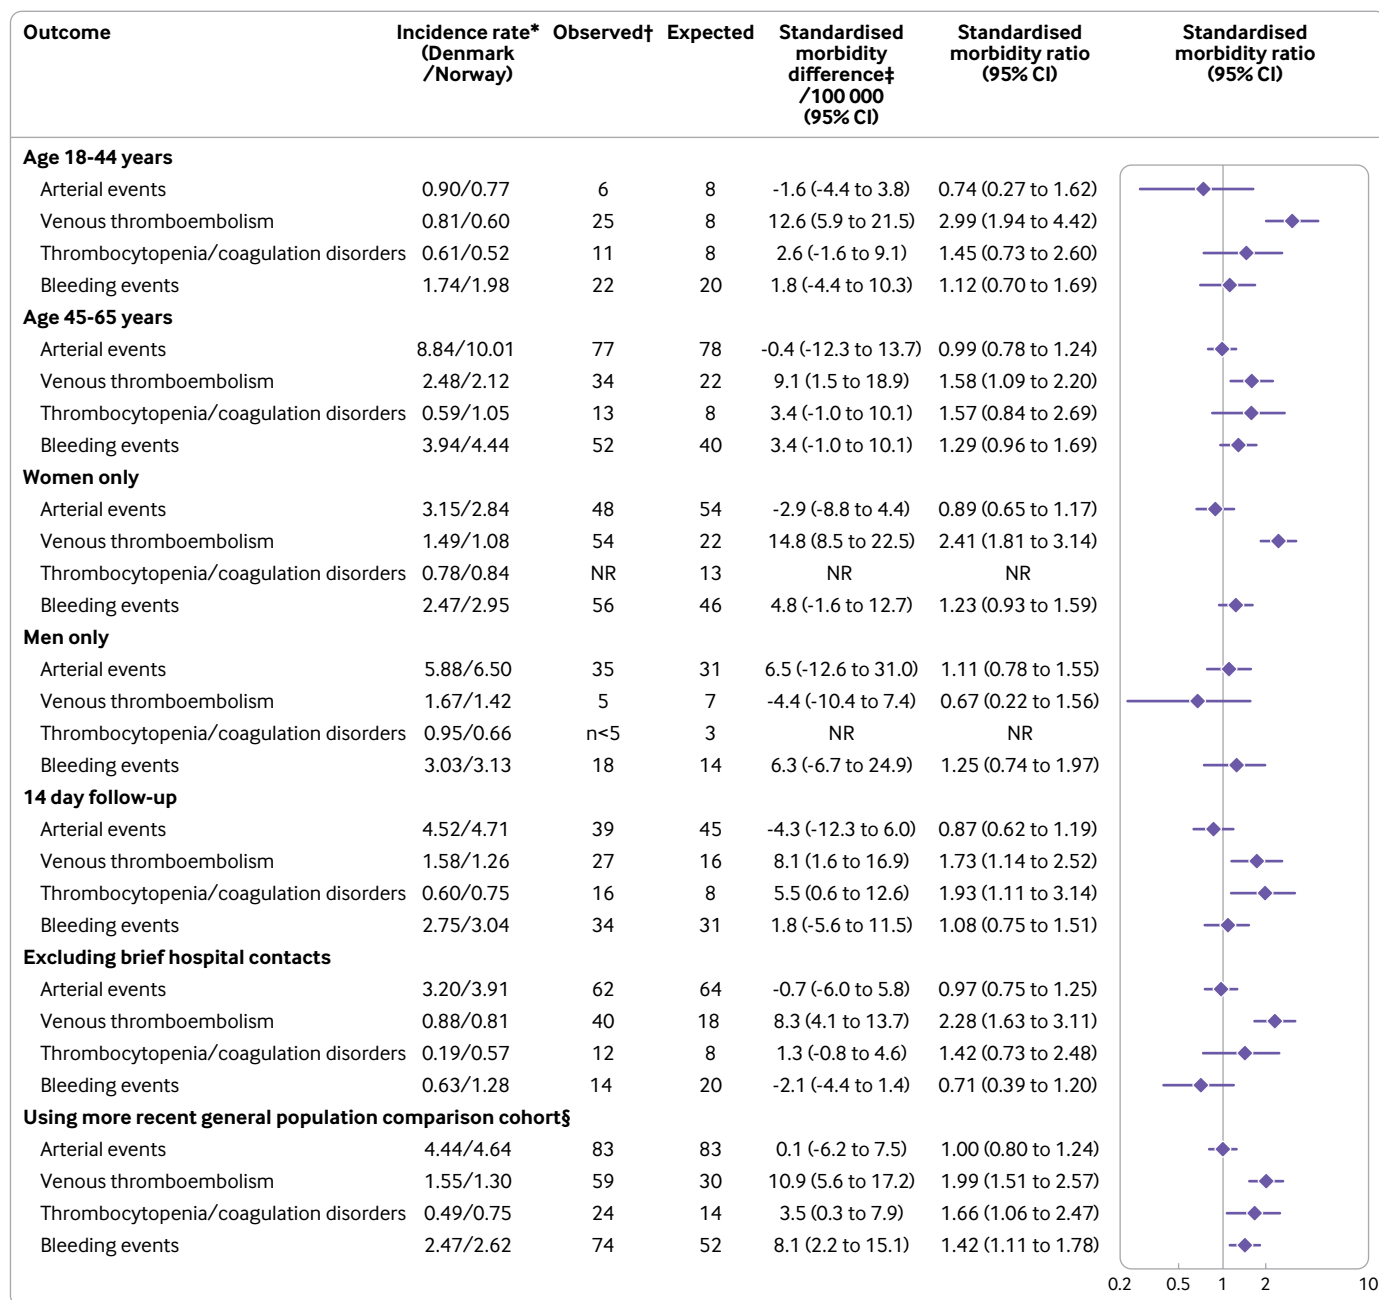 Outcome Incidence rate* (Denmark /Norway) Observed† Expected Standardised morbidity difference‡ /100 000 (95% CI) Standardised morbidity ratio (95% CI) Standardised morbidity ratio (95% CI)
Age 18-44 years
Arterial events 0.90/0.77 6 8 -1.6 (-4.4 to 3.8) 0.74 (0.27 to 1.62)
Venous thromboembolism 0.81/0.60 25 8 12.6 (5.9 to 21.5) 2.99 (1.94 to 4.42)
Thrombocytopenia/coagulation disorders 0.61/0.52 11 8 2.6 (-1.6 to 9.1) 1.45 (0.73 to 2.60)
Bleeding events 1.74/1.98 22 20 1.8 (-4.4 to 10.3) 1.12 (0.70 to 1.69)
Age 45-65 years
Arterial events 8.84/10.01 77 78 -0.4 (-12.3 to 13.7) 0.99 (0.78 to 1.24)
Venous thromboembolism 2.48/2.12 34 22 9.1 (1.5 to 18.9) 1.58 (1.09 to 2.20)
Thrombocytopenia/coagulation disorders 0.59/1.05 13 8 3.4 (-1.0 to 10.1) 1.57 (0.84 to 2.69)
Bleeding events 3.94/4.44 52 40 3.4 (-1.0 to 10.1) 1.29 (0.96 to 1.69)
Women only
Arterial events 3.15/2.84 48 54 -2.9 (-8.8 to 4.4) 0.89 (0.65 to 1.17)
Venous thromboembolism 1.49/1.08 54 22 14.8 (8.5 to 22.5) 2.41 (1.81 to 3.14)
Thrombocytopenia/coagulation disorders 0.78/0.84 NR 13 NR NR
Bleeding events 2.47/2.95 56 46 4.8 (-1.6 to 12.7) 1.23 (0.93 to 1.59)
Men only
Arterial events 5.88/6.50 35 31 6.5 (-12.6 to 31.0) 1.11 (0.78 to 1.55)
Venous thromboembolism 1.67/1.42 5 7 -4.4 (-10.4 to 7.4) 0.67 (0.22 to 1.56)
Thrombocytopenia/coagulation disorders 0.95/0.66 n<5 3 NR NR
Bleeding events 3.03/3.13 18 14 6.3 (-6.7 to 24.9) 1.25 (0.74 to 1.97)
14 day follow-up
Arterial events 4.52/4.71 39 45 -4.3 (-12.3 to 6.0) 0.87 (0.62 to 1.19)
Venous thromboembolism 1.58/1.26 27 16 8.1 (1.6 to 16.9) 1.73 (1.14 to 2.52)
Thrombocytopenia/coagulation disorders 0.60/0.75 16 8 5.5 (0.6 to 12.6) 1.93 (1.11 to 3.14)
Bleeding events 2.75/3.04 34 31 1.8 (-5.6 to 11.5) 1.08 (0.75 to 1.51)
Excluding brief hospital contacts
Arterial events 3.20/3.91 62 64 -0.7 (-6.0 to 5.8) 0.97 (0.75 to 1.25)
Venous thromboembolism 0.88/0.81 40 18 8.3 (4.1 to 13.7) 2.28 (1.63 to 3.11)
Thrombocytopenia/coagulation disorders 0.19/0.57 12 8 1.3 (-0.8 to 4.6) 1.42 (0.73 to 2.48)
Bleeding events 0.63/1.28 14 20 -2.1 (-4.4 to 1.4) 0.71 (0.39 to 1.20)
Using more recent general population comparison cohort§
Arterial events 4.44/4.64 83 83 0.1 (-6.2 to 7.5) 1.00 (0.80 to 1.24)
Venous thromboembolism 1.55/1.30 59 30 10.9 (5.6 to 17.2) 1.99 (1.51 to 2.57)
Thrombocytopenia/coagulation disorders 0.49/0.75 24 14 3.5 (0.3 to 7.9) 1.66 (1.06 to 2.47)
Bleeding events 2.47/2.62 74 52 8.1 (2.2 to 15.1) 1.42 (1.11 to 1.78)
0.2 0.5 1 2 10